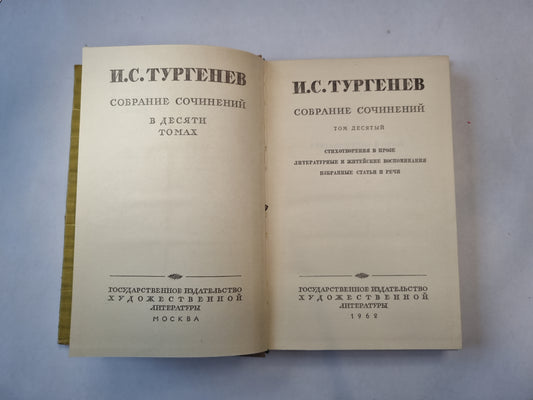 И.С. ТУРГЕНЕВ
СОБРАНИЕ СОЧИНЕНИЙ
В ДЕСЯТИ
ТОМАХ
ГОСУДАРСТВЕННОЕ ИЗДАТЕЛЬСТВО
ХУДОЖЕСТВЕННОЙ
ЛИТЕРАТУРЫ
МОСКВА
И.С. ТУРГЕНЕВ
СОБРАНИЕ СОЧИНЕНИЙ
ТОМ ДЕСЯТЫЙ
СТИХОТВОРЕНИЯ В ПРОЗЕ
ЛИТЕРАТУРНЫЕ И ЖИТЕЙСКИЕ ВОСПОМИНАНИЯ
ИЗБРАННЫЕ СТАТЬИ И РЕЧИ
ГОСУДАРСТВЕННОЕ ИЗДАТЕЛЬСТВО
ХУДОЖЕСТВЕННОЙ
ЛИТЕРАТУРЫ
1962